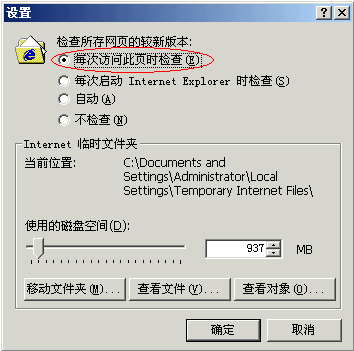 设置
检查所存网页的较新版本:
每次访问此页时检查(E)
每次启动 Internet Explorer 时检查(S)
自动(A)
不检查(N)
Internet 临时文件夹
当前位置:
C:\Documents and
Settings\Administrator\Local
Settings\Temporary Internet Files\
使用的磁盘空间(D):
937 MB
移动文件夹(M)... 查看文件(V)... 查看对象(O)...
确定 取消